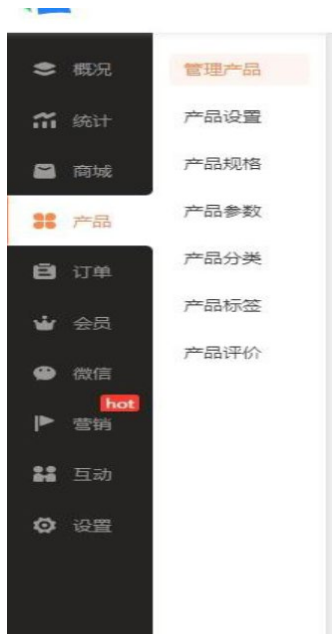 概况
统计
商城
产品
订单
会员
微信
hot
营销
互动
设置
管理产品
产品设置
产品规格
产品参数
产品分类
产品标签
产品评价